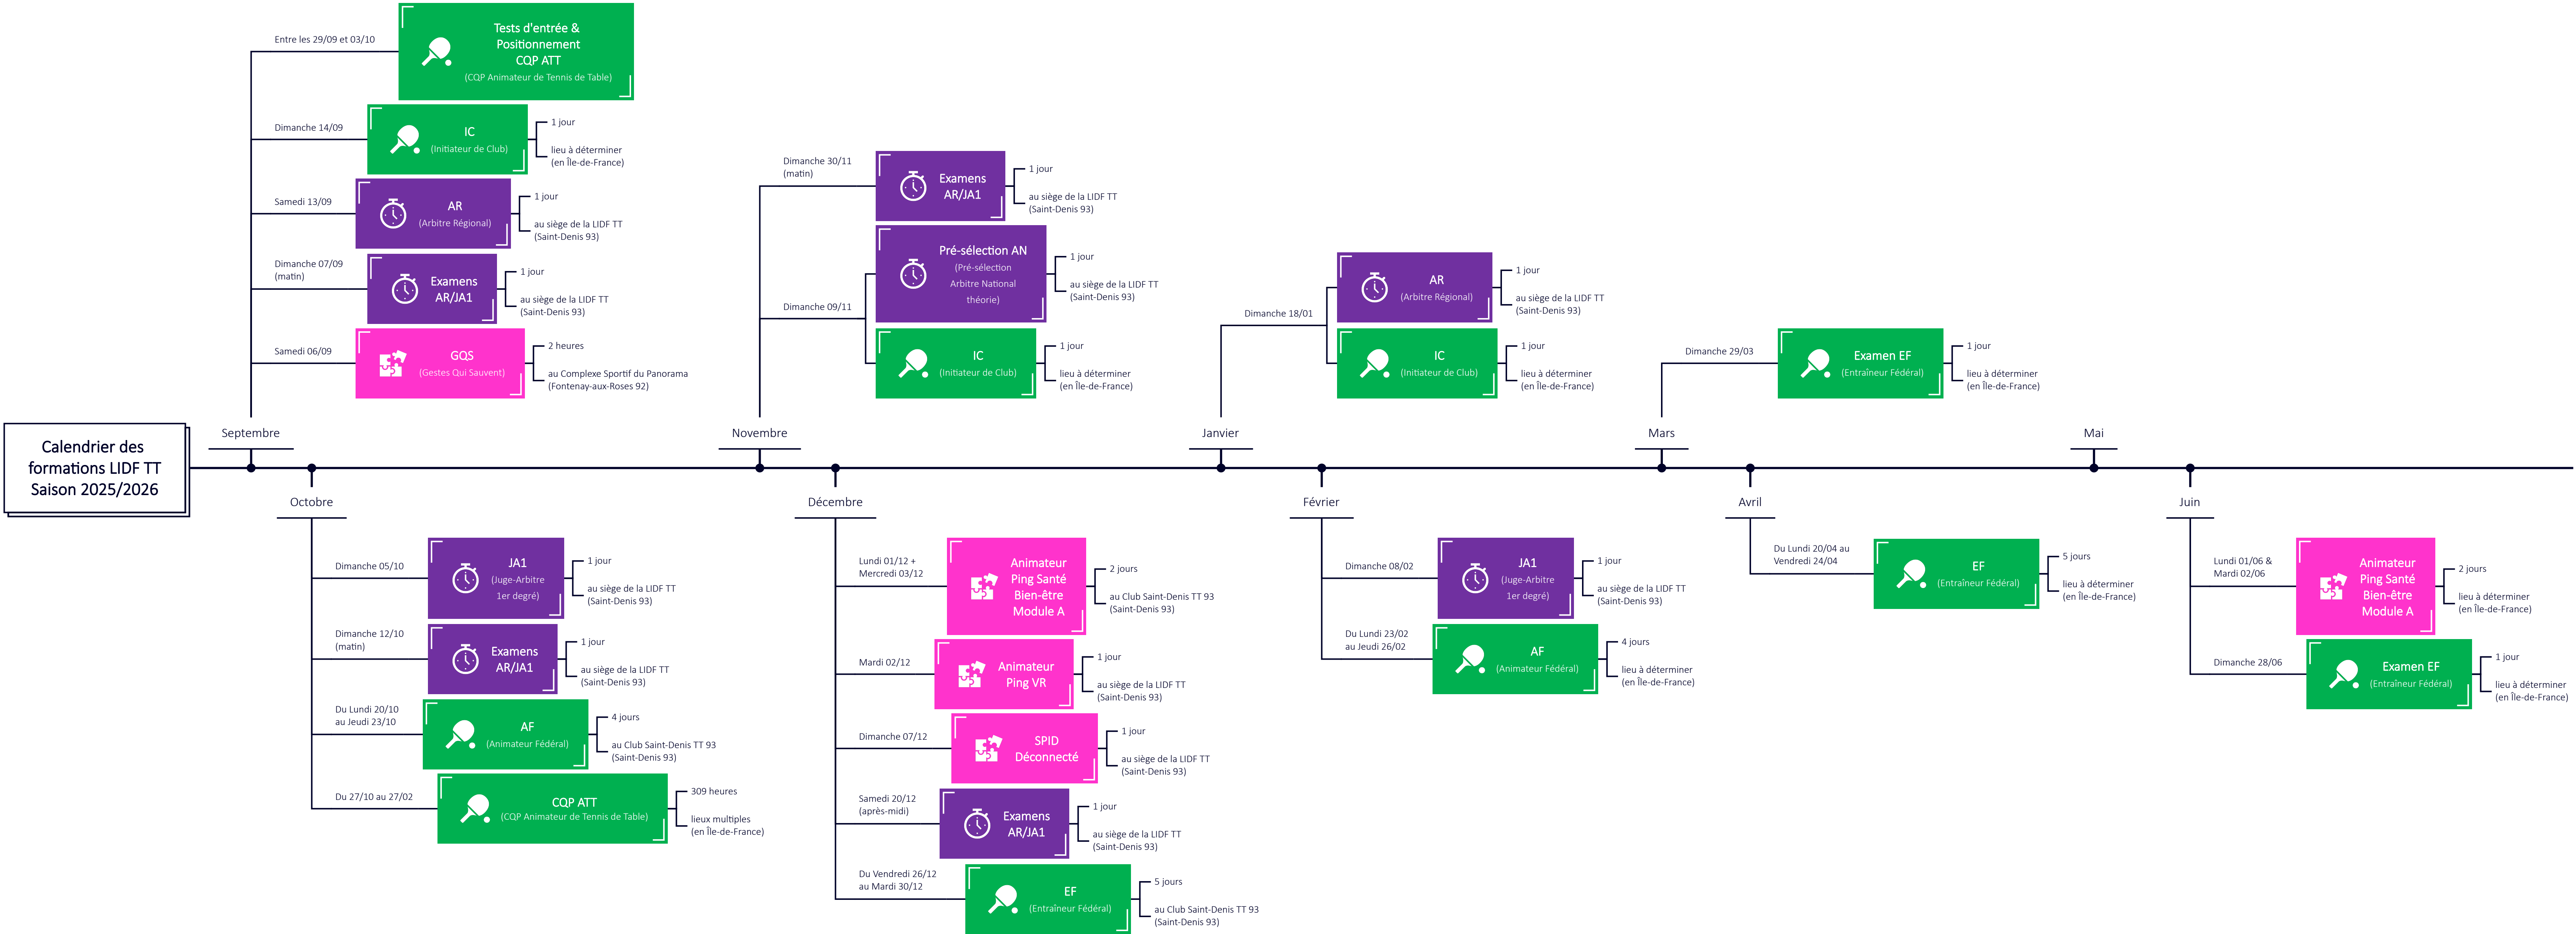 Calendrier des
formations LIDF TT
Saison 2025/2026
Septembre
Entre les 29/09 et 03/10
Tests d'entrée &
Positionnement
CQP ATT
(CQP Animateur de Tennis de Table)
Dimanche 14/09
IC
(Initiateur de Club)
1 jour
lieu à déterminer
(en Île-de-France)
Samedi 13/09
AR
(Arbitre Régional)
1 jour
au siège de la LIDF TT
(Saint-Denis 93)
Dimanche 07/09
(matin)
Examens
AR/JA1
1 jour
au siège de la LIDF TT
(Saint-Denis 93)
Samedi 06/09
GQS
(Gestes Qui Sauvent)
2 heures
au Complexe Sportif du Panorama
(Fontenay-aux-Roses 92)
Octobre
Dimanche 05/10
JA1
(Juge-Arbitre
1er degré)
1 jour
au siège de la LIDF TT
(Saint-Denis 93)
Dimanche 12/10
(matin)
Examens
AR/JA1
1 jour
au siège de la LIDF TT
(Saint-Denis 93)
Du Lundi 20/10
au Jeudi 23/10
AF
(Animateur Fédéral)
4 jours
au Club Saint-Denis TT 93
(Saint-Denis 93)
Du 27/10 au 27/02
CQP ATT
(CQP Animateur de Tennis de Table)
309 heures
lieux multiples
(en Île-de-France)
Novembre
Dimanche 30/11
(matin)
Examens
AR/JA1
1 jour
au siège de la LIDF TT
(Saint-Denis 93)
Dimanche 09/11
Pré-sélection AN
(Pré-sélection
Arbitre National
théorie)
1 jour
au siège de la LIDF TT
(Saint-Denis 93)
IC
(Initiateur de Club)
1 jour
lieu à déterminer
(en Île-de-France)
Décembre
Lundi 01/12 +
Mercredi 03/12
Animateur
Ping Santé
Bien-être
Module A
2 jours
au Club Saint-Denis TT 93
(Saint-Denis 93)
Mardi 02/12
Animateur
Ping VR
1 jour
au siège de la LIDF TT
(Saint-Denis 93)
Dimanche 07/12
SPID
Déconnecté
1 jour
au siège de la LIDF TT
(Saint-Denis 93)
Samedi 20/12
(après-midi)
Examens
AR/JA1
1 jour
au siège de la LIDF TT
(Saint-Denis 93)
Du Vendredi 26/12
au Mardi 30/12
EF
(Entraîneur Fédéral)
5 jours
au Club Saint-Denis TT 93
(Saint-Denis 93)
Janvier
Dimanche 18/01
AR
(Arbitre Régional)
1 jour
au siège de la LIDF TT
(Saint-Denis 93)
IC
(Initiateur de Club)
1 jour
lieu à déterminer
(en Île-de-France)
Février
Dimanche 08/02
JA1
(Juge-Arbitre
1er degré)
1 jour
au siège de la LIDF TT
(Saint-Denis 93)
Du Lundi 23/02
au Jeudi 26/02
AF
(Animateur Fédéral)
4 jours
lieu à déterminer
(en Île-de-France)
Mars
Dimanche 29/03
Examen EF
(Entraîneur Fédéral)
1 jour
lieu à déterminer
(en Île-de-France)
Avril
Du Lundi 20/04 au
Vendredi 24/04
EF
(Entraîneur Fédéral)
5 jours
lieu à déterminer
(en Île-de-France)
Mai
Juin
Lundi 01/06 &
Mardi 02/06
Animateur
Ping Santé
Bien-être
Module A
2 jours
lieu à déterminer
(en Île-de-France)
Dimanche 28/06
Examen EF
(Entraîneur Fédéral)
1 jour
lieu à déterminer
(en Île-de-France)